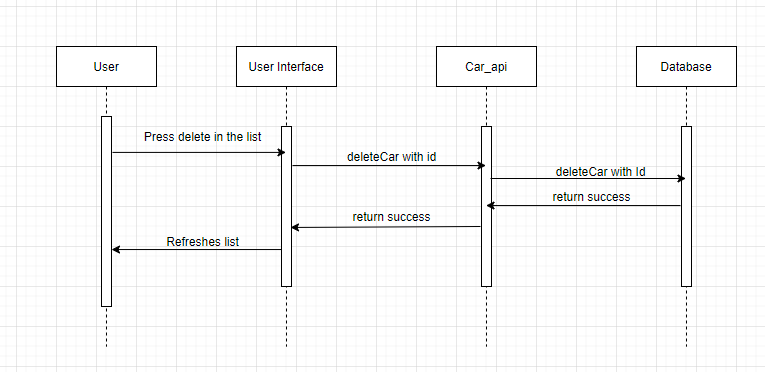 User
User Interface
Car_api
Database
Press delete in the list
deleteCar with id
deleteCar with Id
return success
return success
Refreshes list